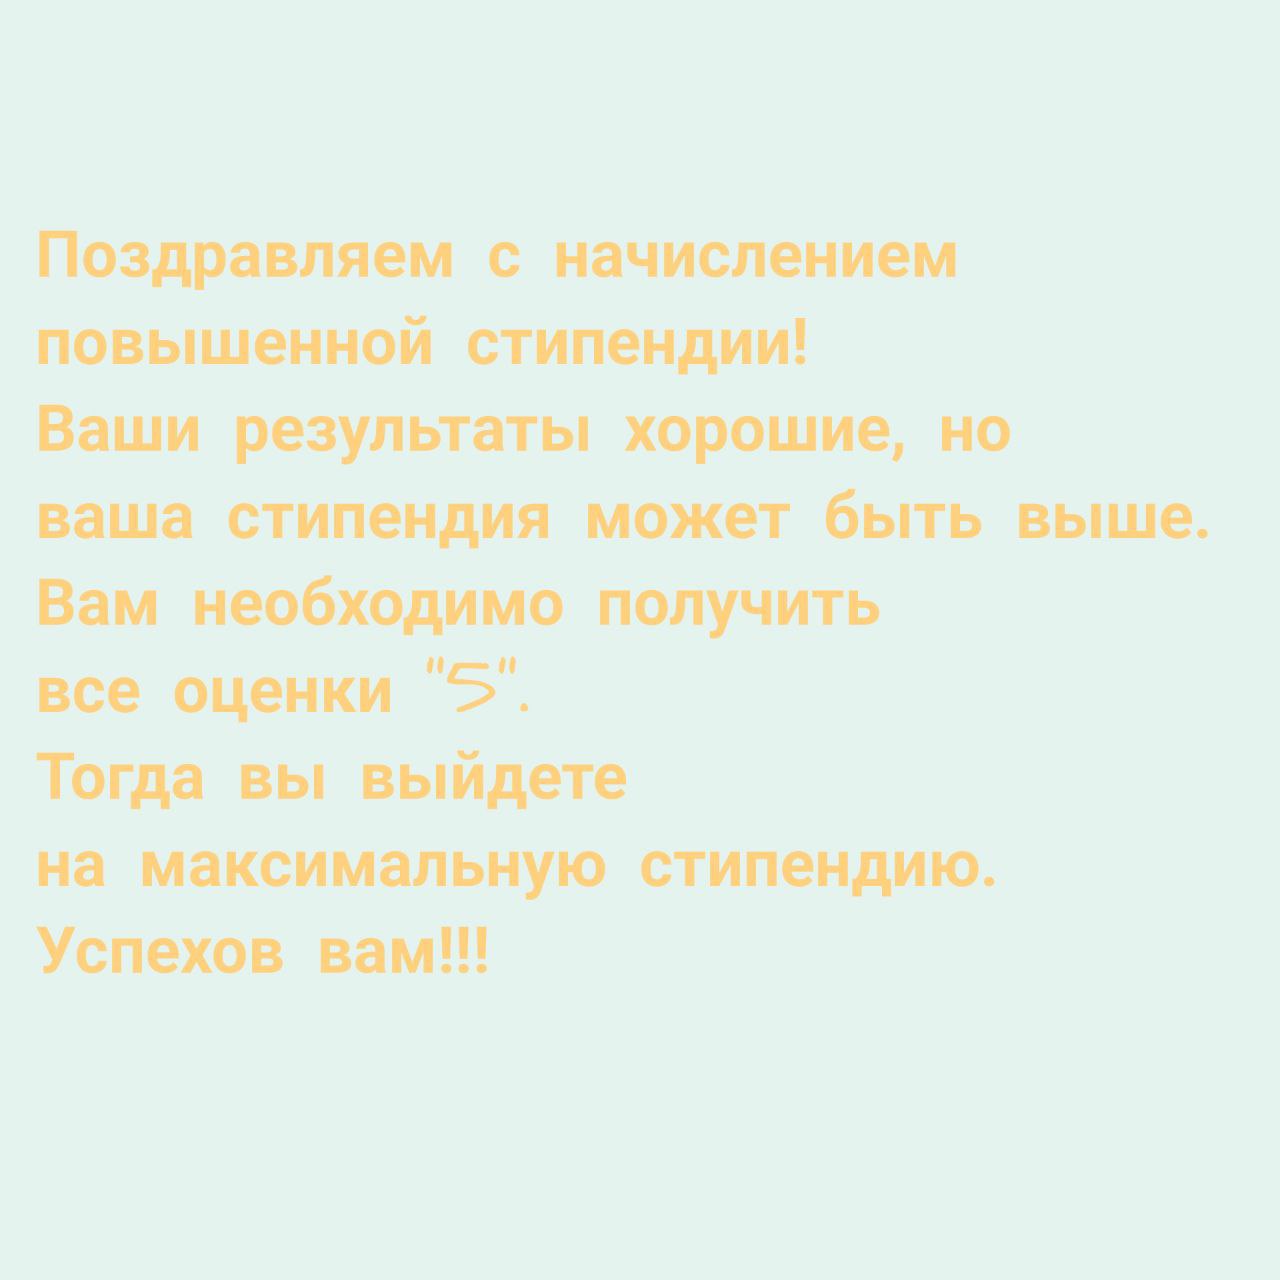 Поздравляем с начислением
повышенной стипендии!
Ваши результаты хорошие, но
ваша стипендия может быть выше.
Вам необходимо получить
все оценки "5".
Тогда вы выйдете
на максимальную стипендию.
Успехов вам!!!